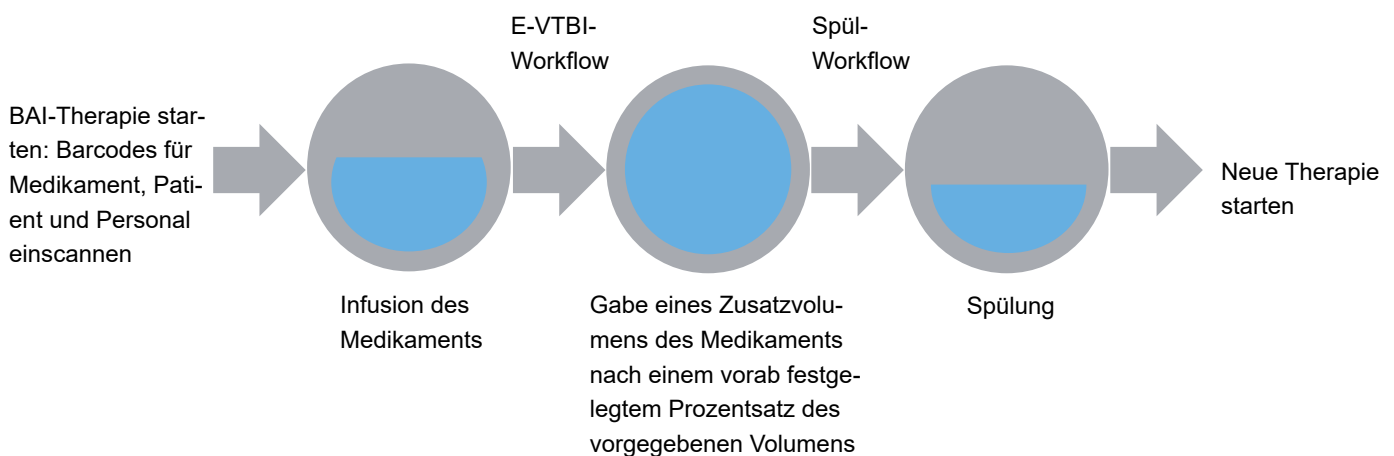 BAI-Therapie star-
ten: Barcodes für
Medikament, Pati-
ent und Personal
einscannen
Infusion des
Medikaments
E-VTBI-
Workflow
Gabe eines Zusatzvolu-
mens des Medikaments
nach einem vorab festge-
legtem Prozentsatz des
vorgegebenen Volumens
Spül-
Workflow
Spülung
Neue Therapie
starten